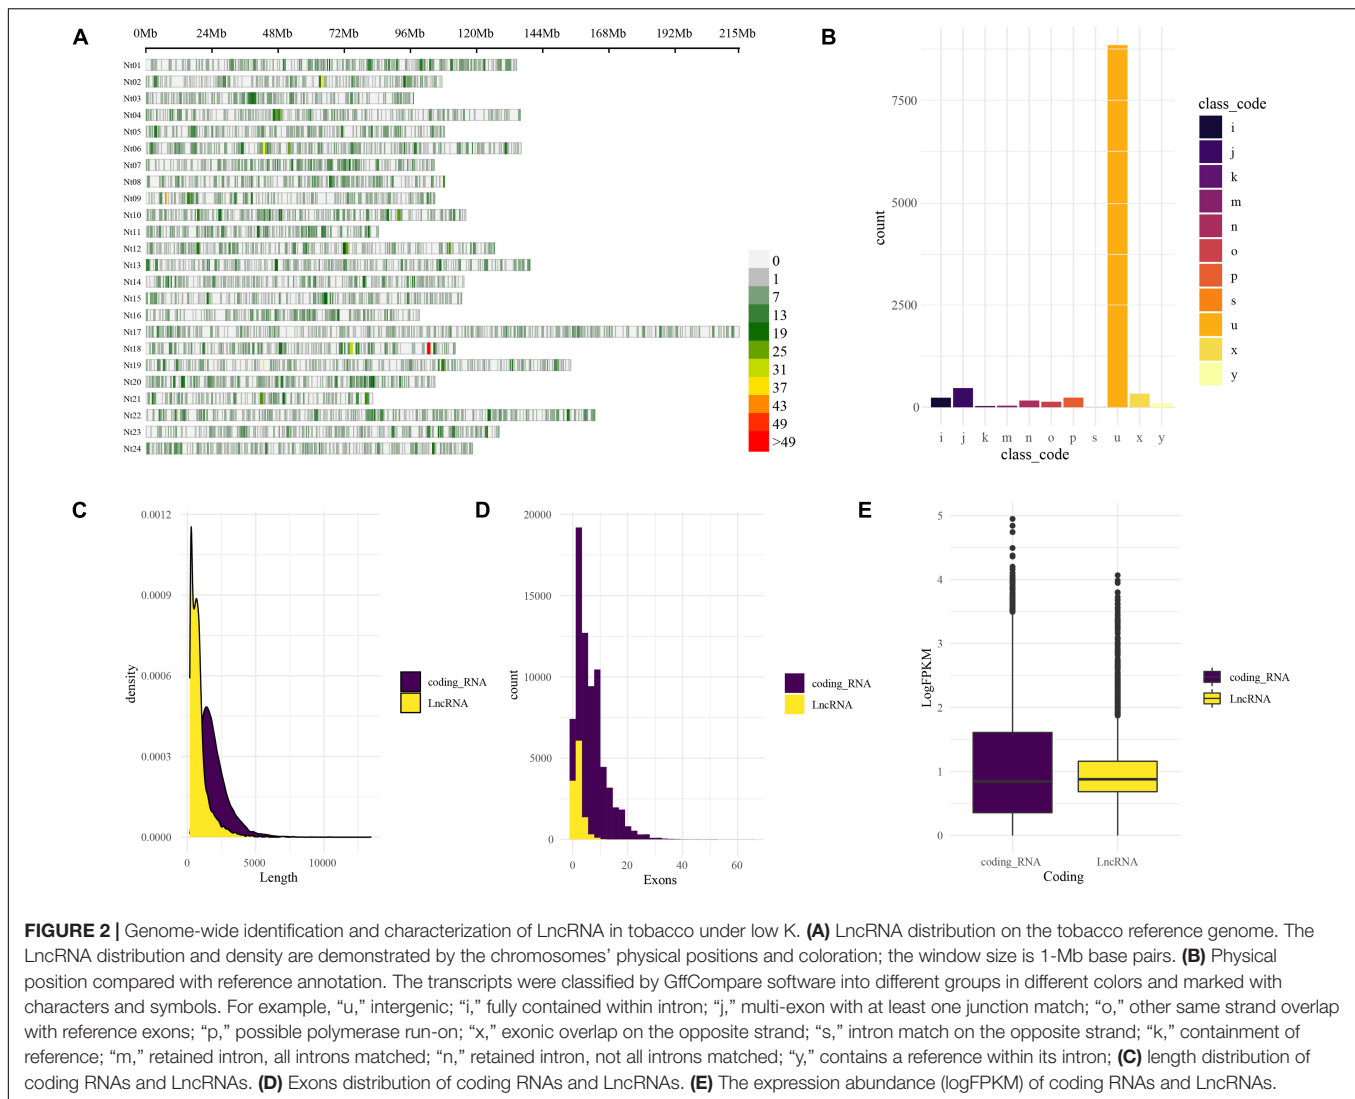 A
0Mb 24Mb 48Mb 72Mb 96Mb 120Mb 144Mb 168Mb 192Mb 215Mb
Nt01
Nt02
Nt03
Nt04
Nt05
Nt06
Nt07
Nt08
Nt09
Nt10
Nt11
Nt12
Nt13
Nt14
Nt15
Nt16
Nt17
Nt18
Nt19
Nt20
Nt21
Nt22
Nt23
Nt24
0
1
7
13
19
25
31
37
43
49
>49
B
7500
5000
2500
0
count
i j k m n o p s u x y
class_code
class_code
i
j
k
m
n
o
p
s
u
x
y
C
0.0012
0.0009
0.0006
0.0003
0.0000
density
0 5000 10000
Length
coding_RNA
LncRNA
D
20000
15000
10000
5000
0
count
0 20 40 60
Exons
coding_RNA
LncRNA
E
5
4
3
2
1
0
LogFPKM
coding_RNA LncRNA
Coding
coding_RNA
LncRNA
FIGURE 2 | Genome-wide identification and characterization of LncRNA in tobacco under low K. (A) LncRNA distribution on the tobacco reference genome. The
LncRNA distribution and density are demonstrated by the chromosomes’ physical positions and coloration; the window size is 1-Mb base pairs. (B) Physical
position compared with reference annotation. The transcripts were classified by GffCompare software into different groups in different colors and marked with
characters and symbols. For example, “u,” intergenic; “i,” fully contained within intron; “j,” multi-exon with at least one junction match; “o,” other same strand overlap
with reference exons; “p,” possible polymerase run-on; “x,” exonic overlap on the opposite strand; “s,” intron match on the opposite strand; “k,” containment of
reference; “m,” retained intron, all introns matched; “n,” retained intron, not all introns matched; “y,” contains a reference within its intron; (C) length distribution of
coding RNAs and LncRNAs. (D) Exons distribution of coding RNAs and LncRNAs. (E) The expression abundance (logFPKM) of coding RNAs and LncRNAs.